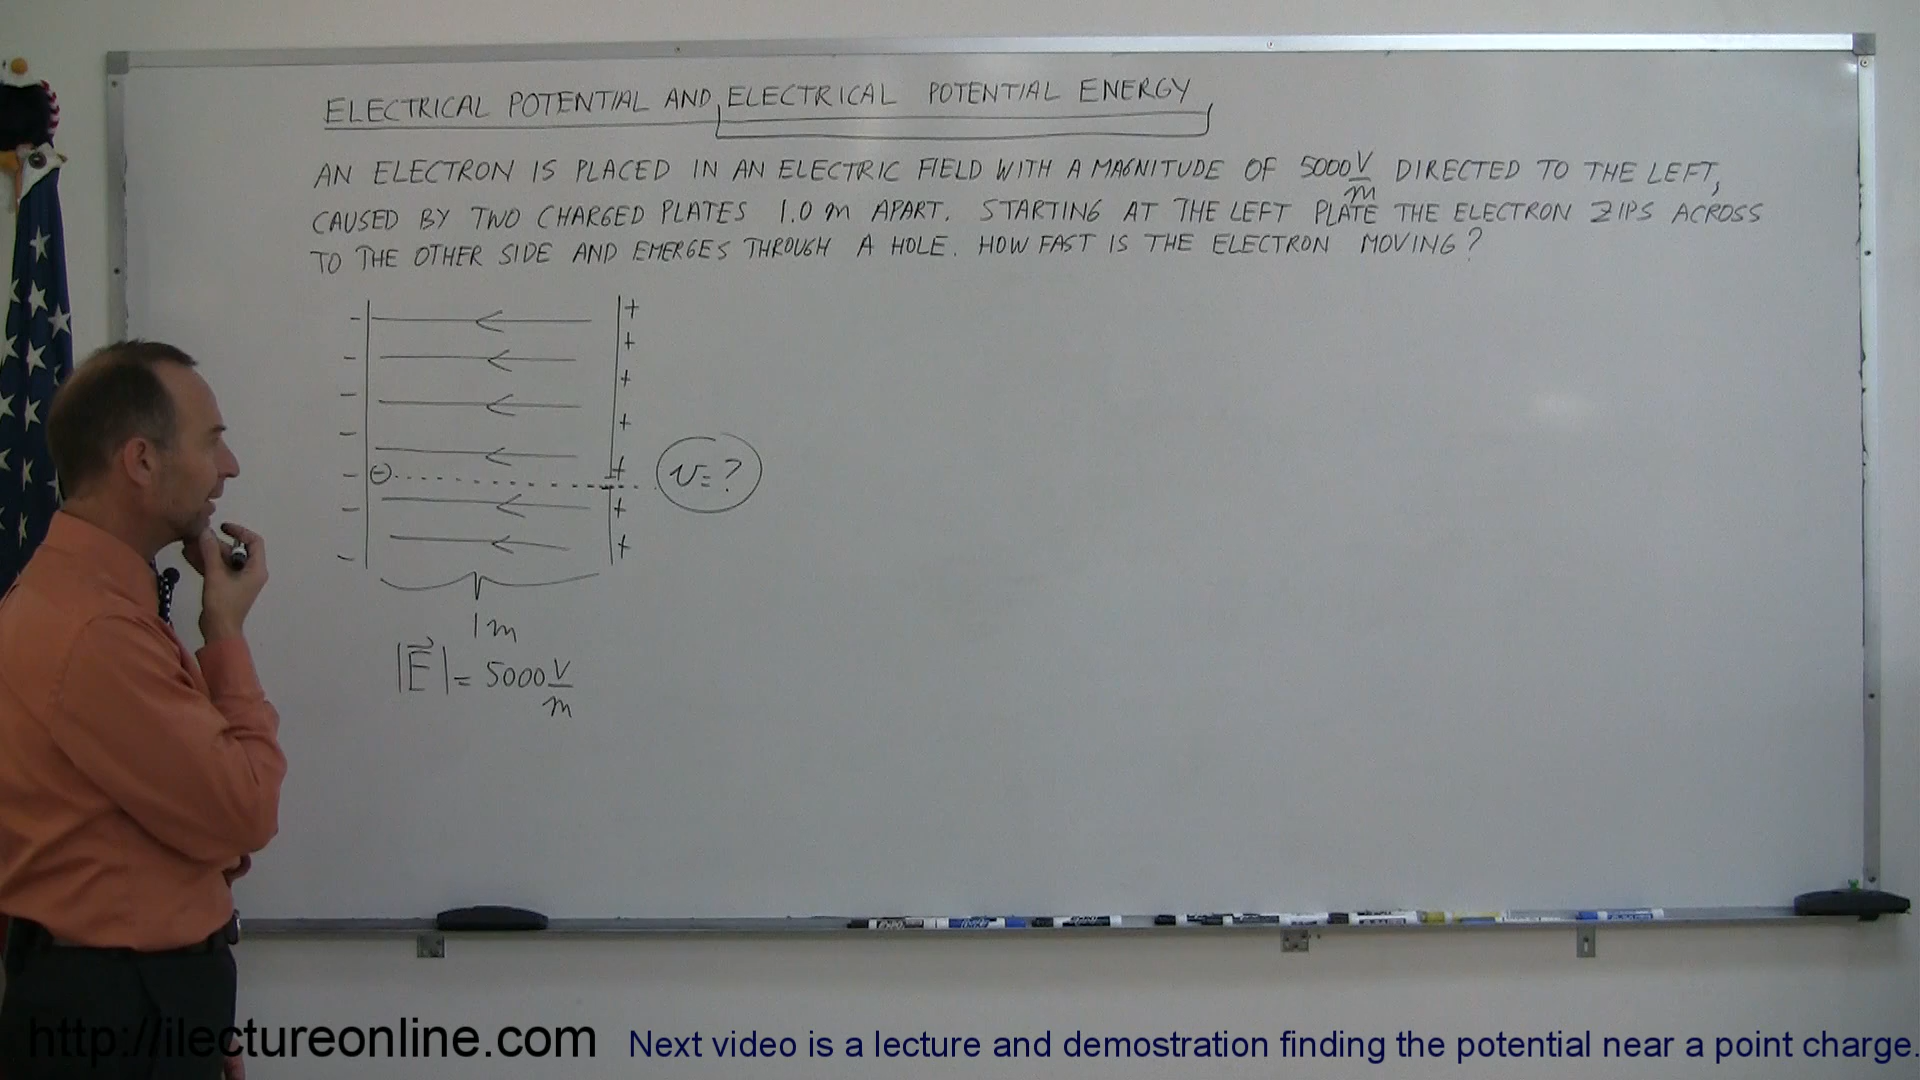 ELECTRICAL POTENTIAL AND ELECTRICAL POTENTIAL ENERGY
AN ELECTRON IS PLACED IN AN ELECTRIC FIELD WITH A MAGNITUDE OF 5000 V/m DIRECTED TO THE LEFT,
CAUSED BY TWO CHARGED PLATES 1.0 m APART. STARTING AT THE LEFT PLATE THE ELECTRON ZIPS ACROSS
TO THE OTHER SIDE AND EMERGES THROUGH A HOLE. HOW FAST IS THE ELECTRON MOVING?
- +
- +
- +
- +
- +
- +
- +
⊖
v=?
1m
|E⃗| = 5000 V/m
http://ilectureonline.com
Next video is a lecture and demostration finding the potential near a point charge.